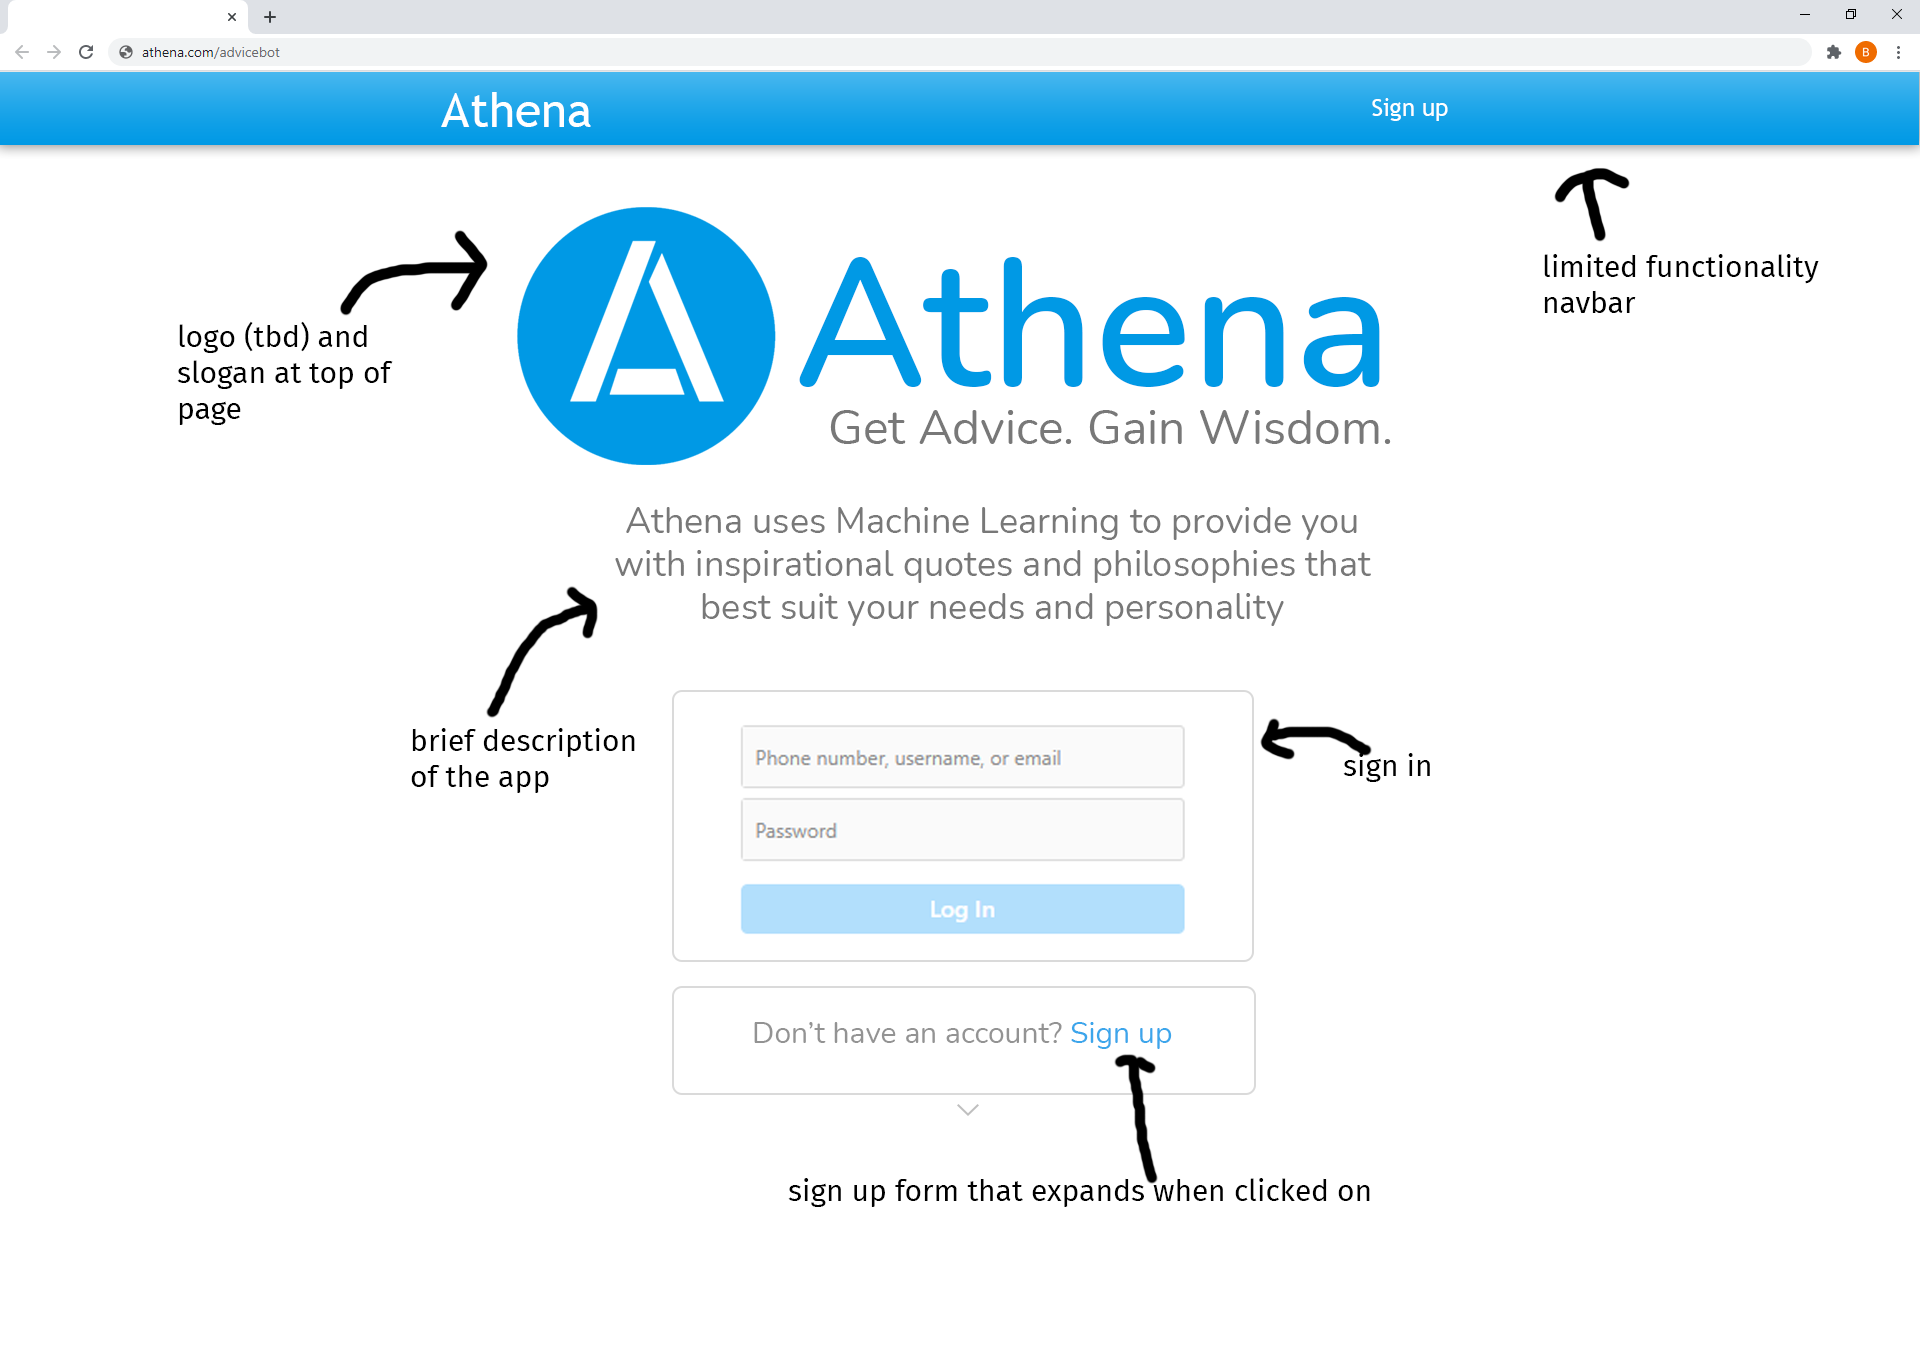 athena.com/advicebot
B
Athena
Sign up
limited functionality
navbar
logo (tbd) and
slogan at top of
page
A
Athena
Get Advice. Gain Wisdom.
Athena uses Machine Learning to provide you
with inspirational quotes and philosophies that
best suit your needs and personality
brief description
of the app
Phone number, username, or email
Password
Log In
sign in
Don't have an account? Sign up
sign up form that expands when clicked on